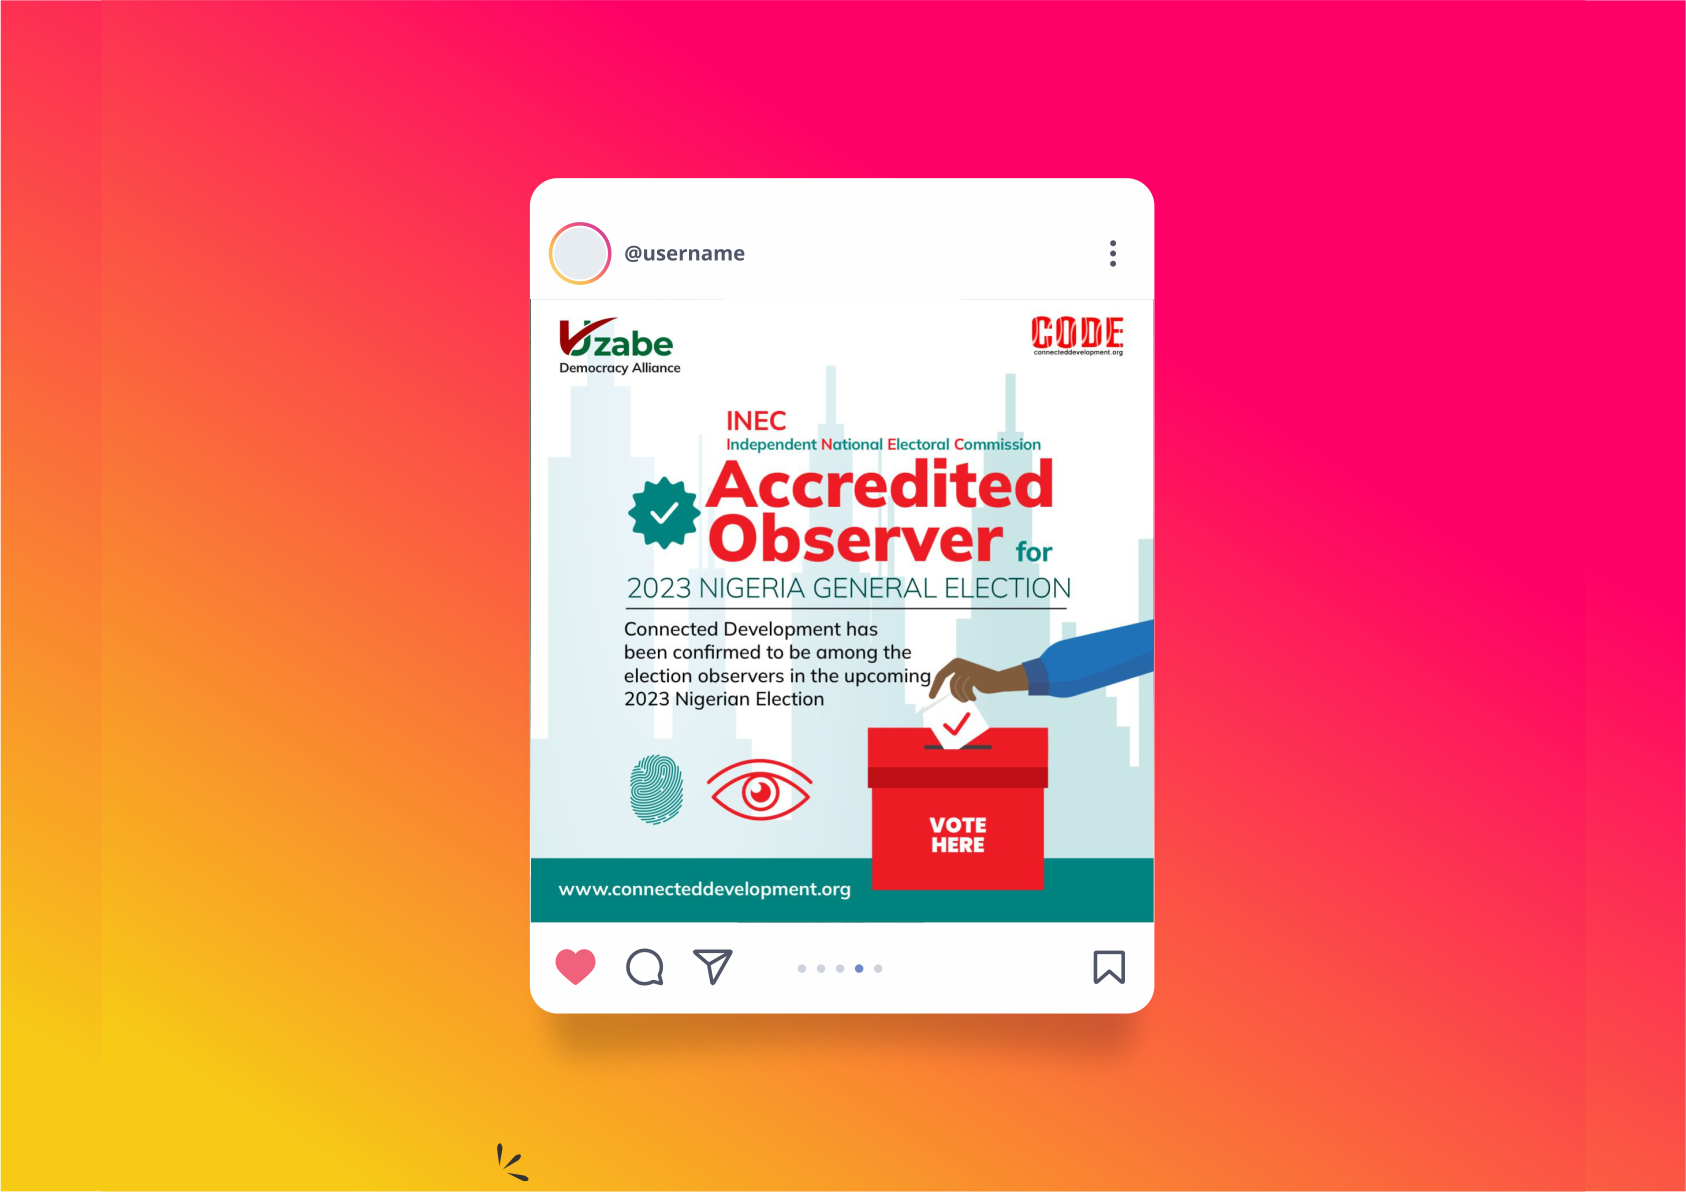 @username
Uzabe
Democracy Alliance
CODE
connecteddevelopment.org
INEC
Independent National Electoral Commission
Accredited
Observer for
2023 NIGERIA GENERAL ELECTION
Connected Development has
been confirmed to be among the
election observers in the upcoming
2023 Nigerian Election
VOTE
HERE
www.connecteddevelopment.org